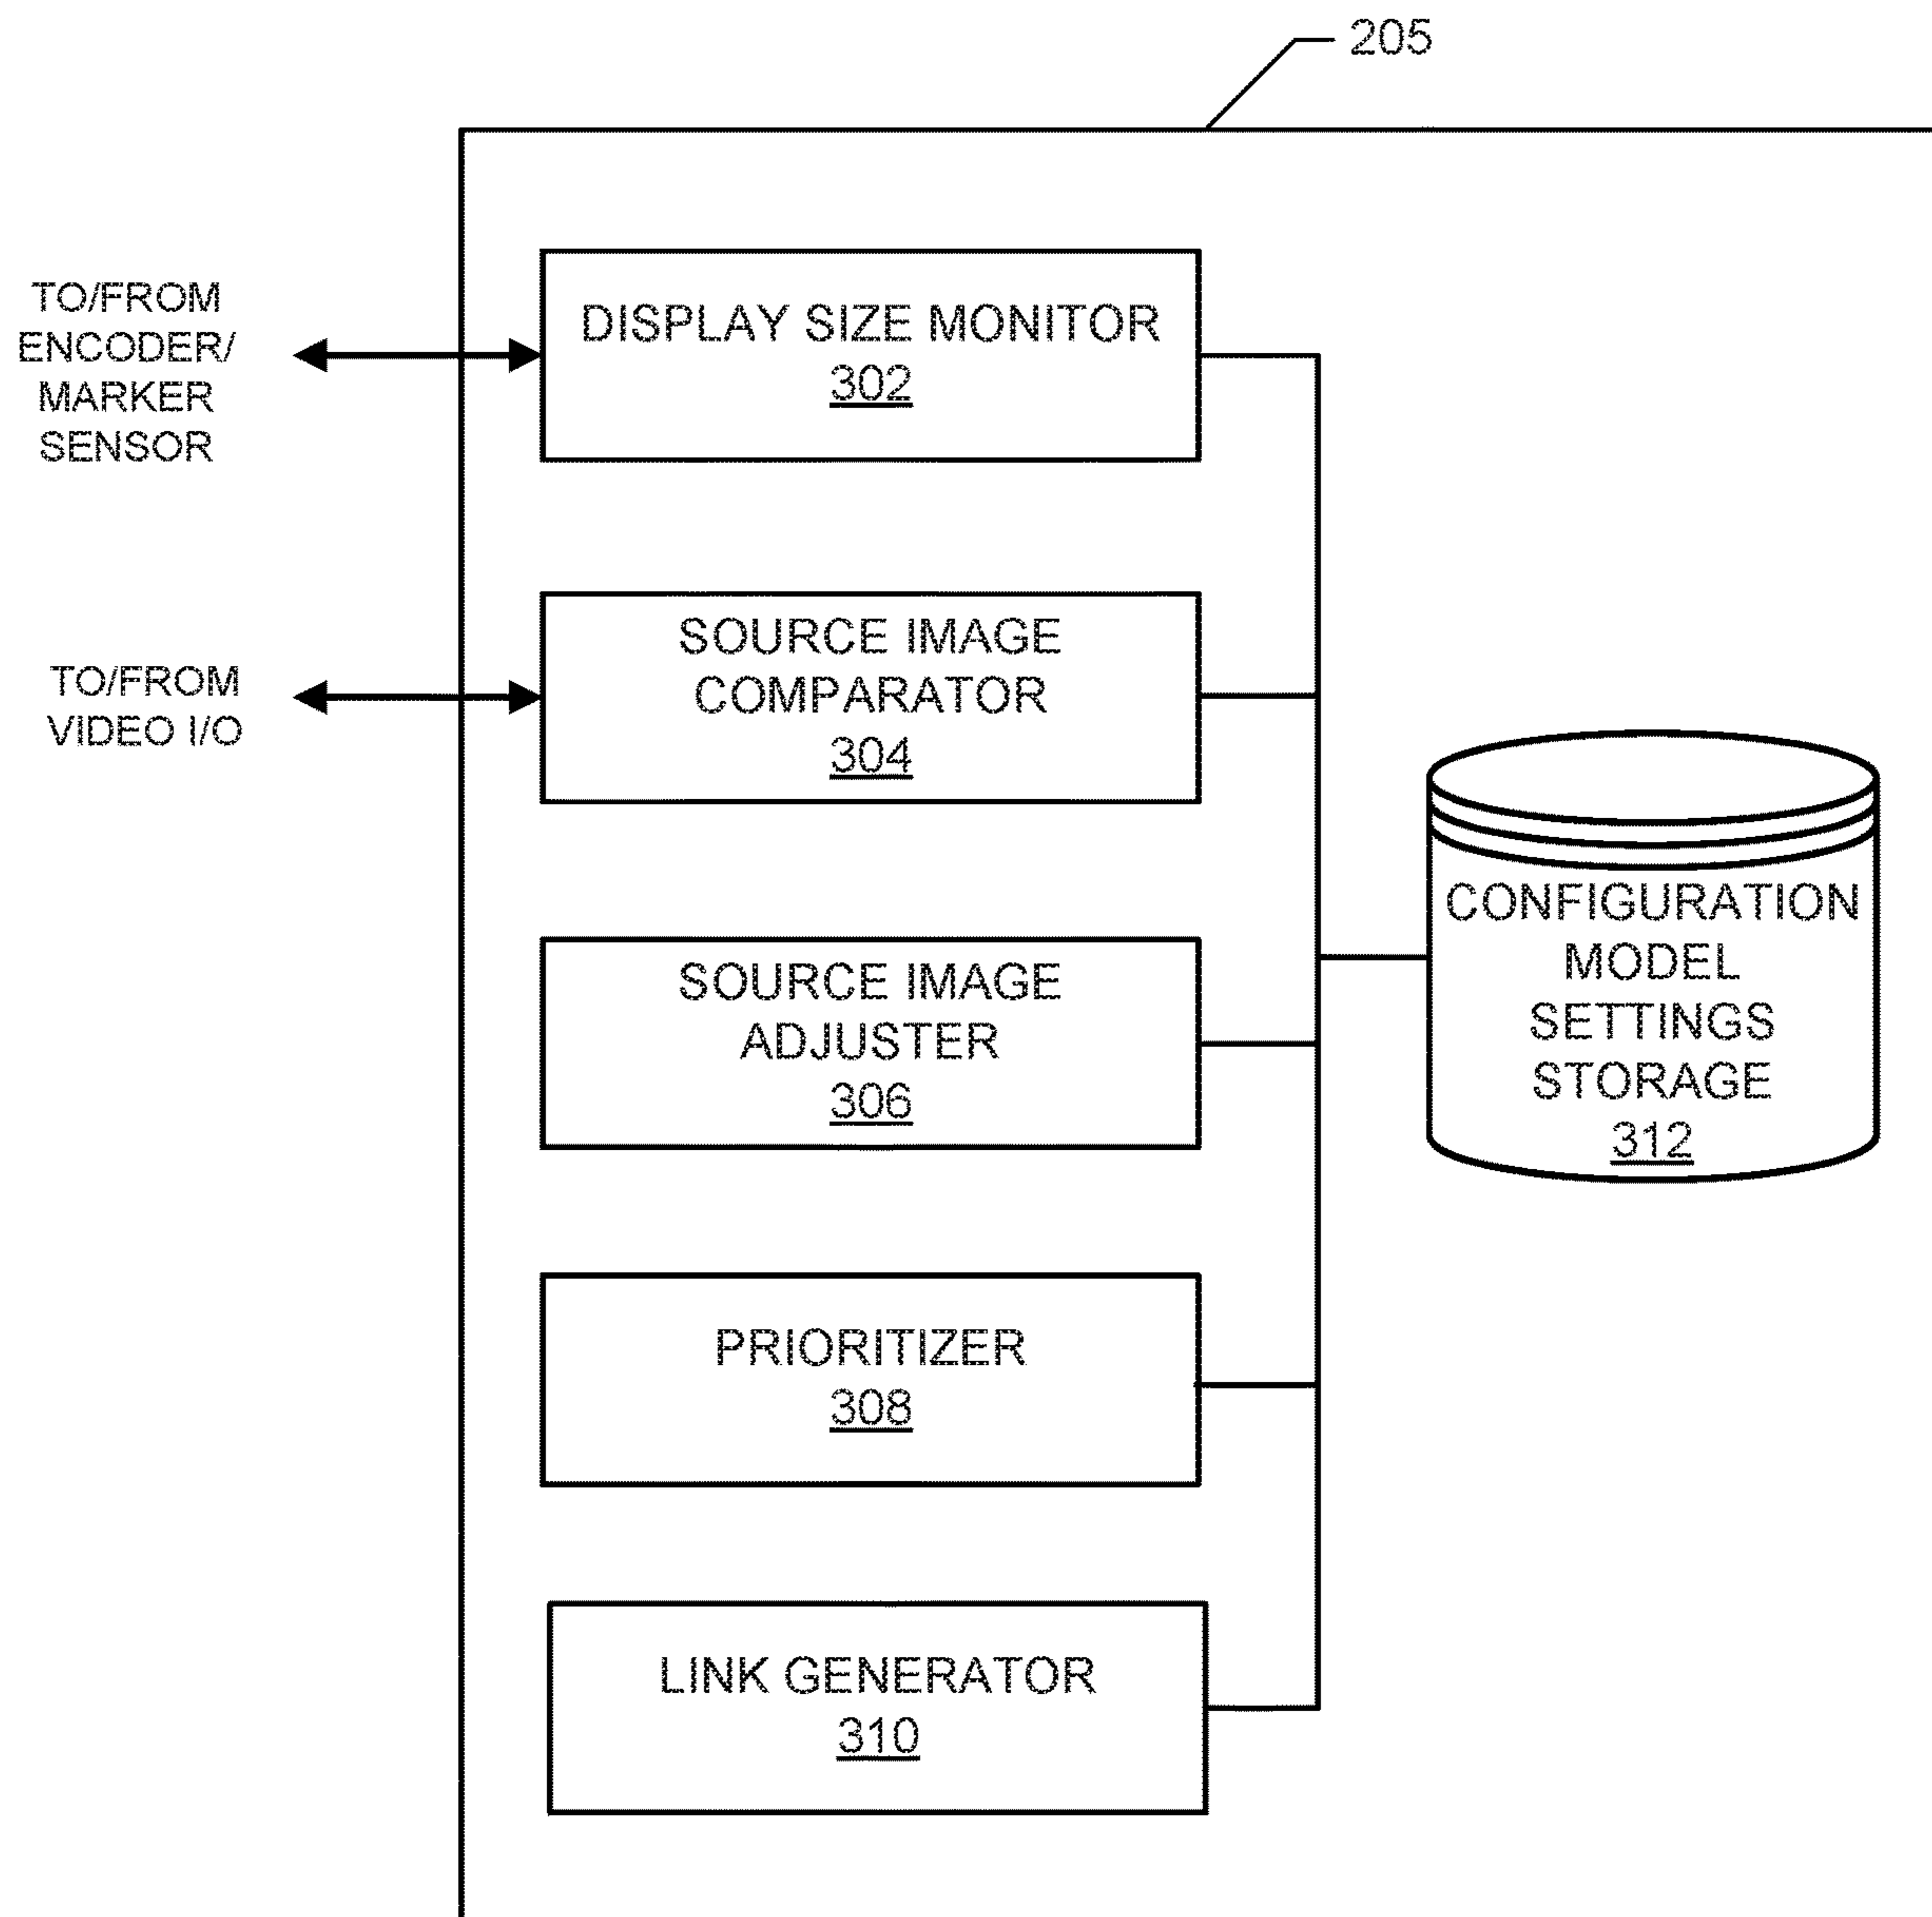 205
TO/FROM
ENCODER/
MARKER
SENSOR
DISPLAY SIZE MONITOR
302
TO/FROM
VIDEO I/O
SOURCE IMAGE
COMPARATOR
304
SOURCE IMAGE
ADJUSTER
306
CONFIGURATION
MODEL
SETTINGS
STORAGE
312
PRIORITIZER
308
LINK GENERATOR
310